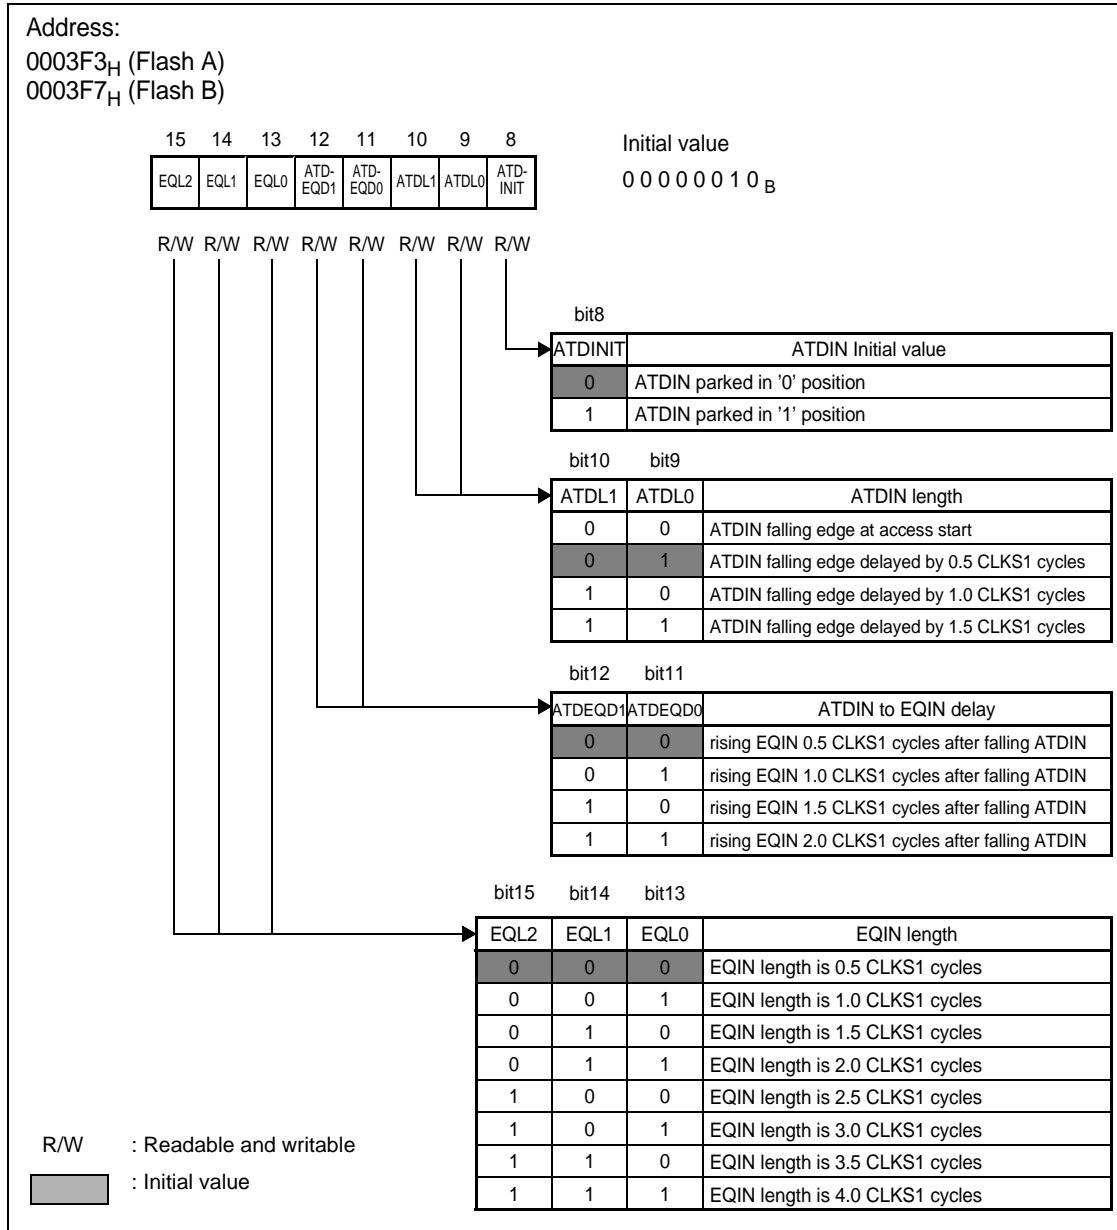 Address:
0003F3H (Flash A)
0003F7H (Flash B)
15 14 13 12 11 10 9 8
Initial value
EQL2 EQL1 EQL0 ATD-EQD1 ATD-EQD0 ATDL1 ATDL0 ATD-INIT
0 0 0 0 0 0 1 0 B
R/W R/W R/W R/W R/W R/W R/W R/W
bit8
ATDINIT ATDIN Initial value
0 ATDIN parked in '0' position
1 ATDIN parked in '1' position
bit10 bit9
ATDL1 ATDL0 ATDIN length
0 0 ATDIN falling edge at access start
0 1 ATDIN falling edge delayed by 0.5 CLKS1 cycles
1 0 ATDIN falling edge delayed by 1.0 CLKS1 cycles
1 1 ATDIN falling edge delayed by 1.5 CLKS1 cycles
bit12 bit11
ATDEQD1 ATDEQD0 ATDIN to EQIN delay
0 0 rising EQIN 0.5 CLKS1 cycles after falling ATDIN
0 1 rising EQIN 1.0 CLKS1 cycles after falling ATDIN
1 0 rising EQIN 1.5 CLKS1 cycles after falling ATDIN
1 1 rising EQIN 2.0 CLKS1 cycles after falling ATDIN
bit15 bit14 bit13
EQL2 EQL1 EQL0 EQIN length
0 0 0 EQIN length is 0.5 CLKS1 cycles
0 0 1 EQIN length is 1.0 CLKS1 cycles
0 1 0 EQIN length is 1.5 CLKS1 cycles
0 1 1 EQIN length is 2.0 CLKS1 cycles
1 0 0 EQIN length is 2.5 CLKS1 cycles
1 0 1 EQIN length is 3.0 CLKS1 cycles
1 1 0 EQIN length is 3.5 CLKS1 cycles
1 1 1 EQIN length is 4.0 CLKS1 cycles
R/W : Readable and writable
: Initial value